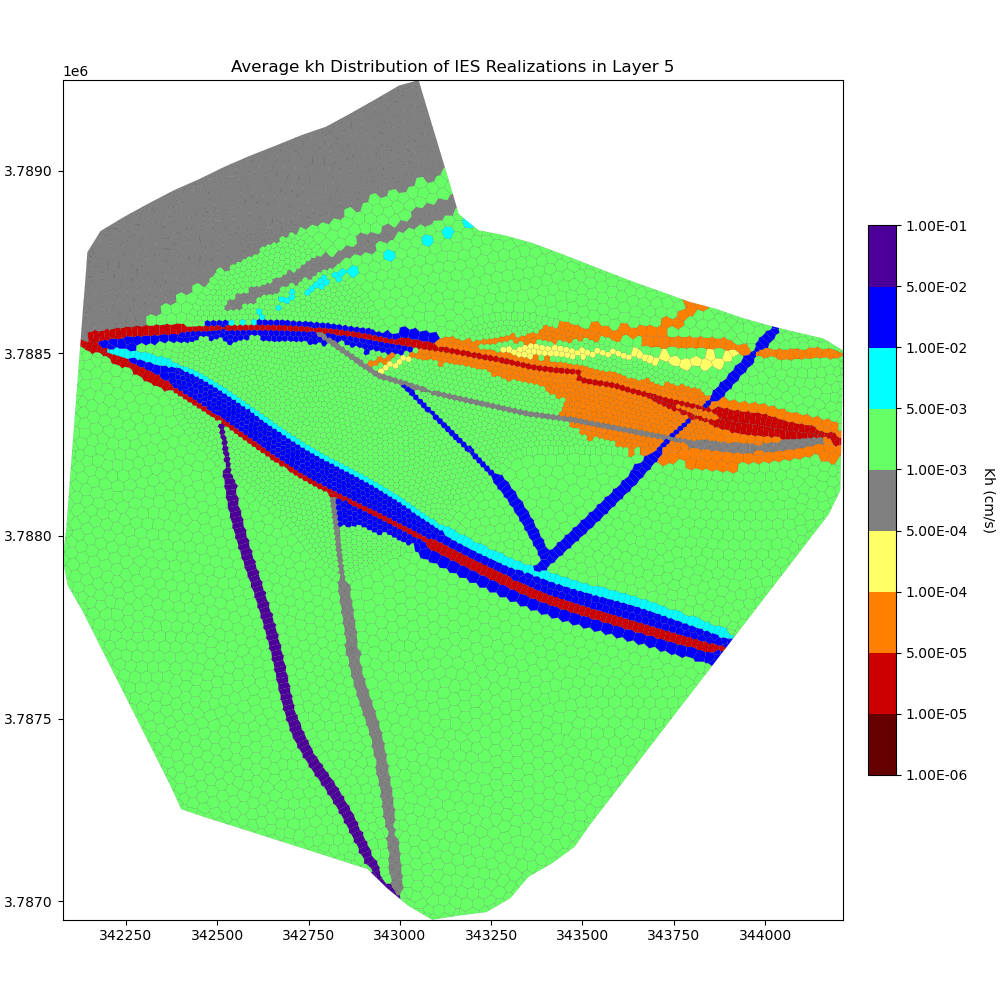 Average kh Distribution of IES Realizations in Layer 5
1e6
3.7890
3.7885
3.7880
3.7875
3.7870
342250 342500 342750 343000 343250 343500 343750 344000
1.00E-01
5.00E-02
1.00E-02
5.00E-03
1.00E-03
5.00E-04
1.00E-04
5.00E-05
1.00E-05
1.00E-06
Kh (cm/s)